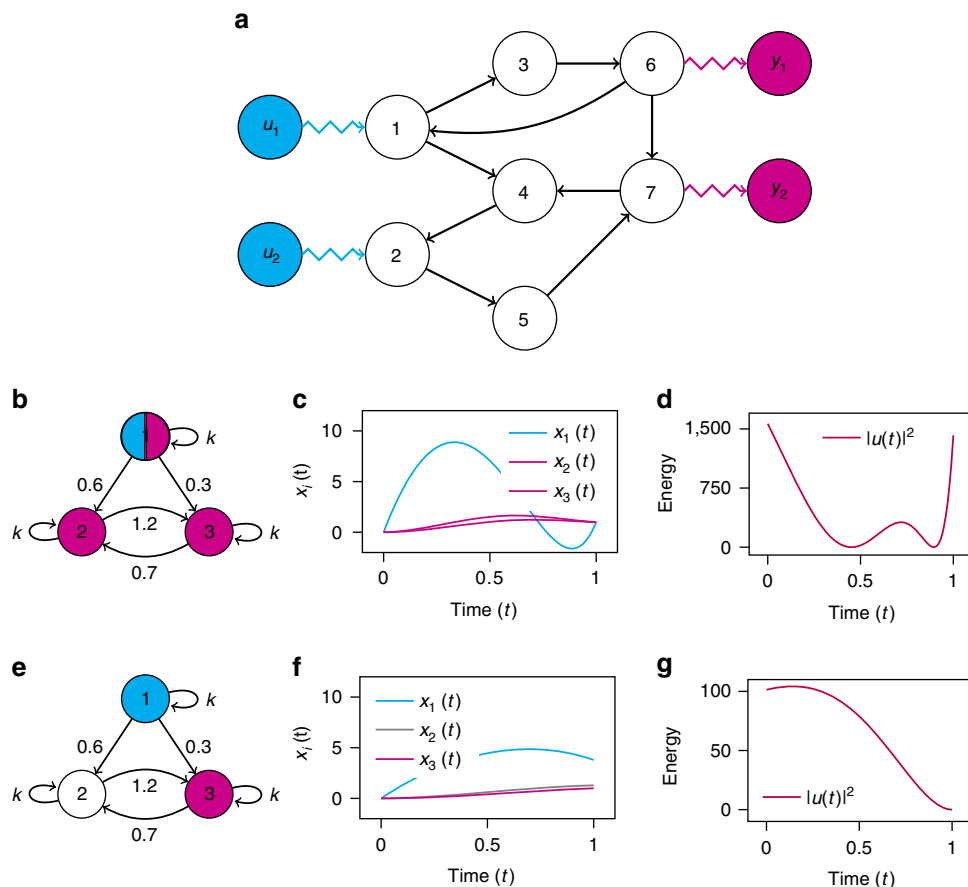 a
3
6
y1
u1
1
4
7
y2
u2
2
5
b
1
k
0.6
0.3
k
2
1.2
3
k
0.7
c
10
5
0
xi(t)
x1 (t)
x2 (t)
x3 (t)
0
0.5
1
Time (t)
d
1,500
750
0
Energy
|u(t)|²
0
0.5
1
Time (t)
e
1
k
0.6
0.3
k
2
1.2
3
k
0.7
f
10
5
0
xi(t)
x1 (t)
x2 (t)
x3 (t)
0
0.5
1
Time (t)
g
100
50
0
Energy
|u(t)|²
0
0.5
1
Time (t)